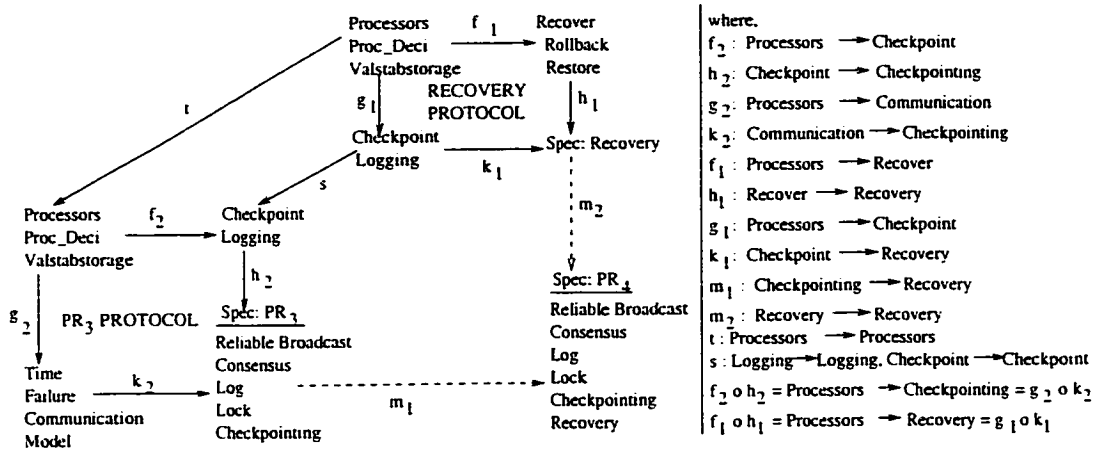 Processors
Proc_Deci
Valstabstorage
f 1
Recover
Rollback
Restore
t
g 1
RECOVERY
PROTOCOL
h 1
Checkpoint
Logging
k 1
Spec: Recovery
s
m 2
Processors
Proc_Deci
Valstabstorage
f 2
Checkpoint
Logging
h 2
g 2
PR 3 PROTOCOL
Spec: PR 3
Reliable Broadcast
Consensus
Log
Lock
Checkpointing
Time
Failure
Communication
Model
k 2
m 1
Spec: PR 4
Reliable Broadcast
Consensus
Log
Lock
Checkpointing
Recovery
where,
f 2 : Processors → Checkpoint
h 2 : Checkpoint → Checkpointing
g 2 : Processors → Communication
k 2 : Communication → Checkpointing
f 1 : Processors → Recover
h 1 : Recover → Recovery
g 1 : Processors → Checkpoint
k 1 : Checkpoint → Recovery
m 1 : Checkpointing → Recovery
m 2 : Recovery → Recovery
t : Processors → Processors
s : Logging → Logging, Checkpoint → Checkpoint
f 2 o h 2 = Processors → Checkpointing = g 2 o k 2
f 1 o h 1 = Processors → Recovery = g 1 o k 1